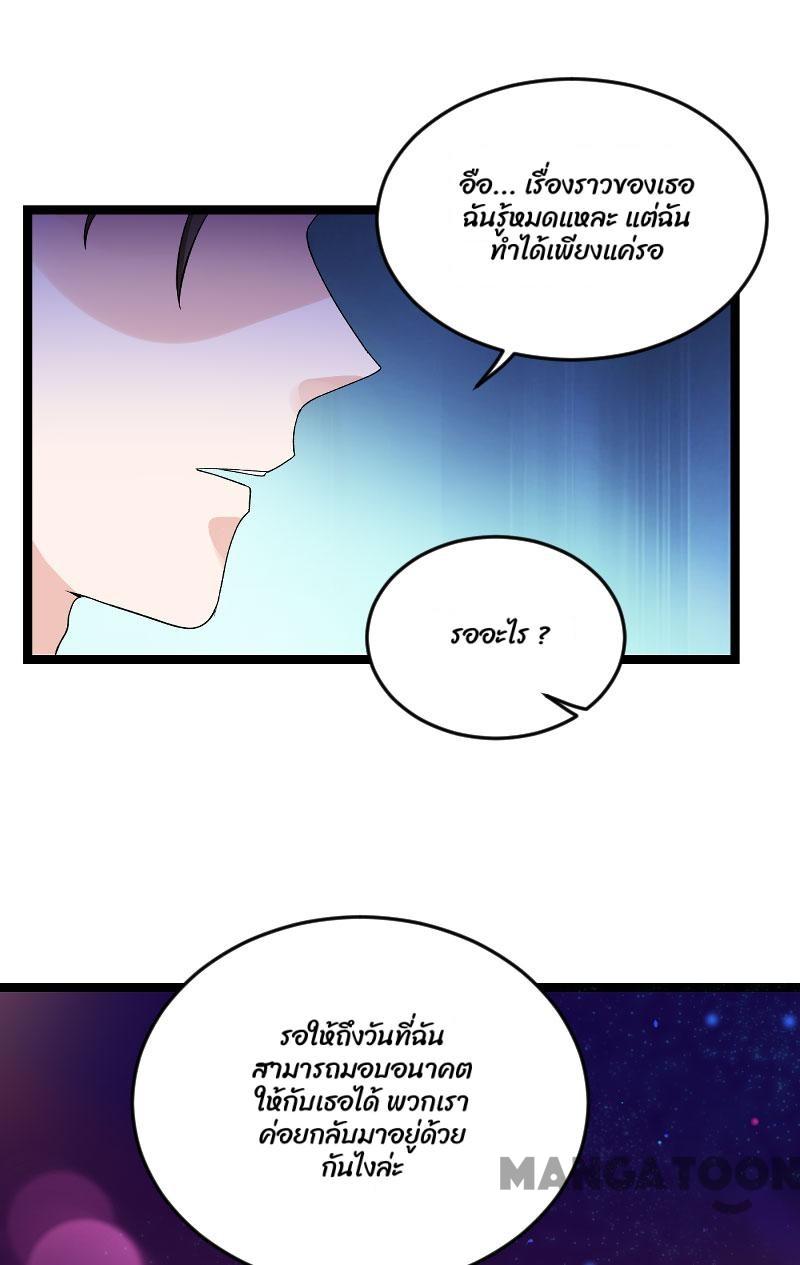 อือ... เรื่องราวของเธอ
ฉันรู้หมดแหละ แต่ฉัน
ทำได้เพียงแค่รอ
รออะไร ?
รอให้ถึงวันที่ฉัน
สามารถมอบอนาคต
ให้กับเธอได้ พวกเรา
ค่อยกลับมาอยู่ด้วย
กันไงล่ะ
MANGATOON